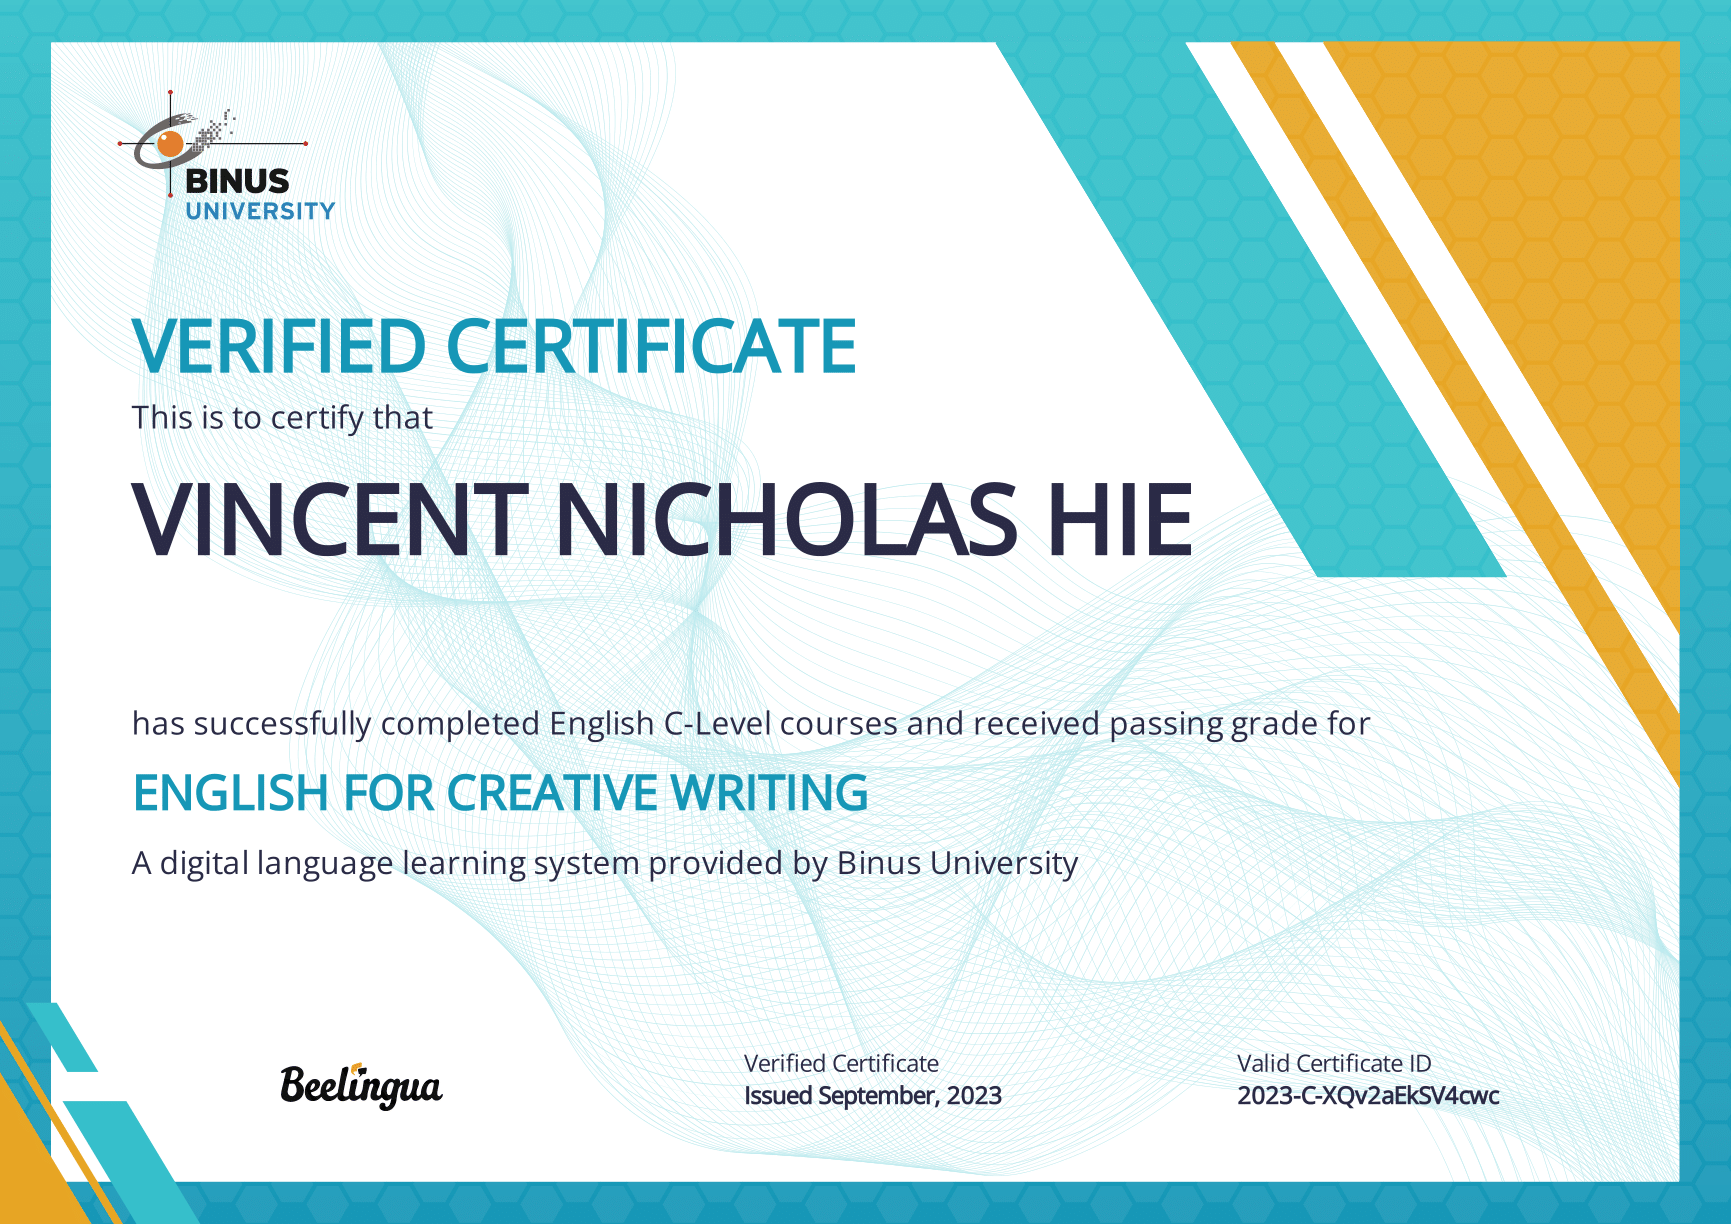 BINUS
UNIVERSITY
VERIFIED CERTIFICATE
This is to certify that
VINCENT NICHOLAS HIE
has successfully completed English C-Level courses and received passing grade for
ENGLISH FOR CREATIVE WRITING
A digital language learning system provided by Binus University
Beelingua
Verified Certificate
Issued September, 2023
Valid Certificate ID
2023-C-XQv2aEkSV4cwc